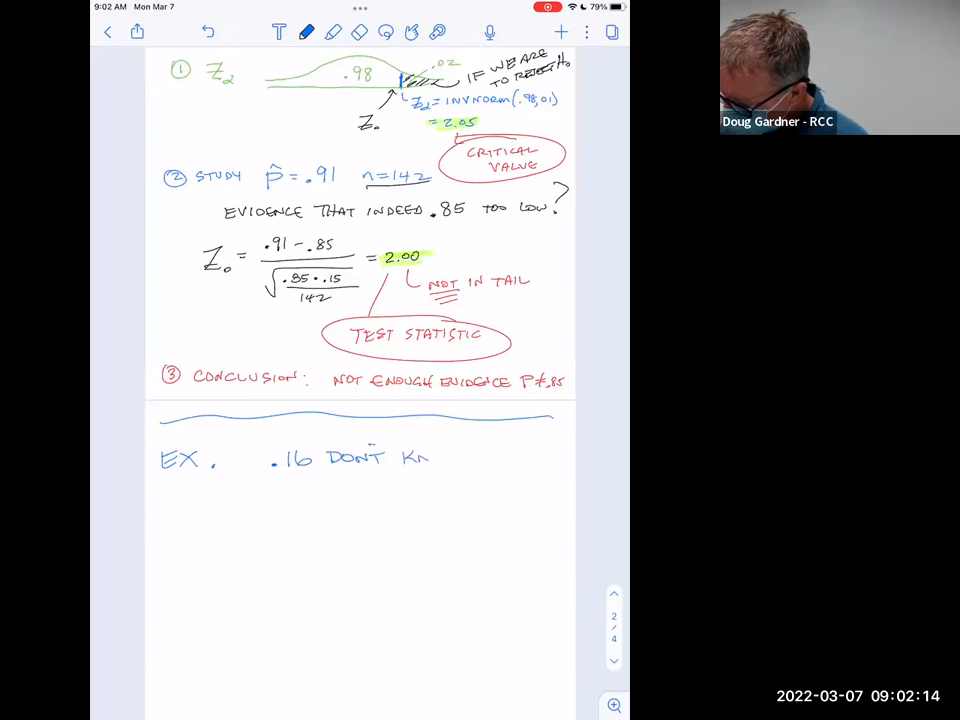 9:02 AM Mon Mar 7
79%
① Z₂ .98 .02 IF WE ARE
TO REJECT H₀
Z₂ = INVNORM(.98,0,1)
Z₀ = 2.05
CRITICAL
VALUE
② STUDY p̂ = .91 n=142
EVIDENCE THAT INDEED .85 TOO LOW?
Z₀ = .91 - .85 / √(.85 · .15 / 142) = 2.00
NOT IN TAIL
TEST STATISTIC
③ CONCLUSION: NOT ENOUGH EVIDENCE P≠.85
EX. .16 DON'T KN
2
/
4
Doug Gardner - RCC
2022-03-07 09:02:14